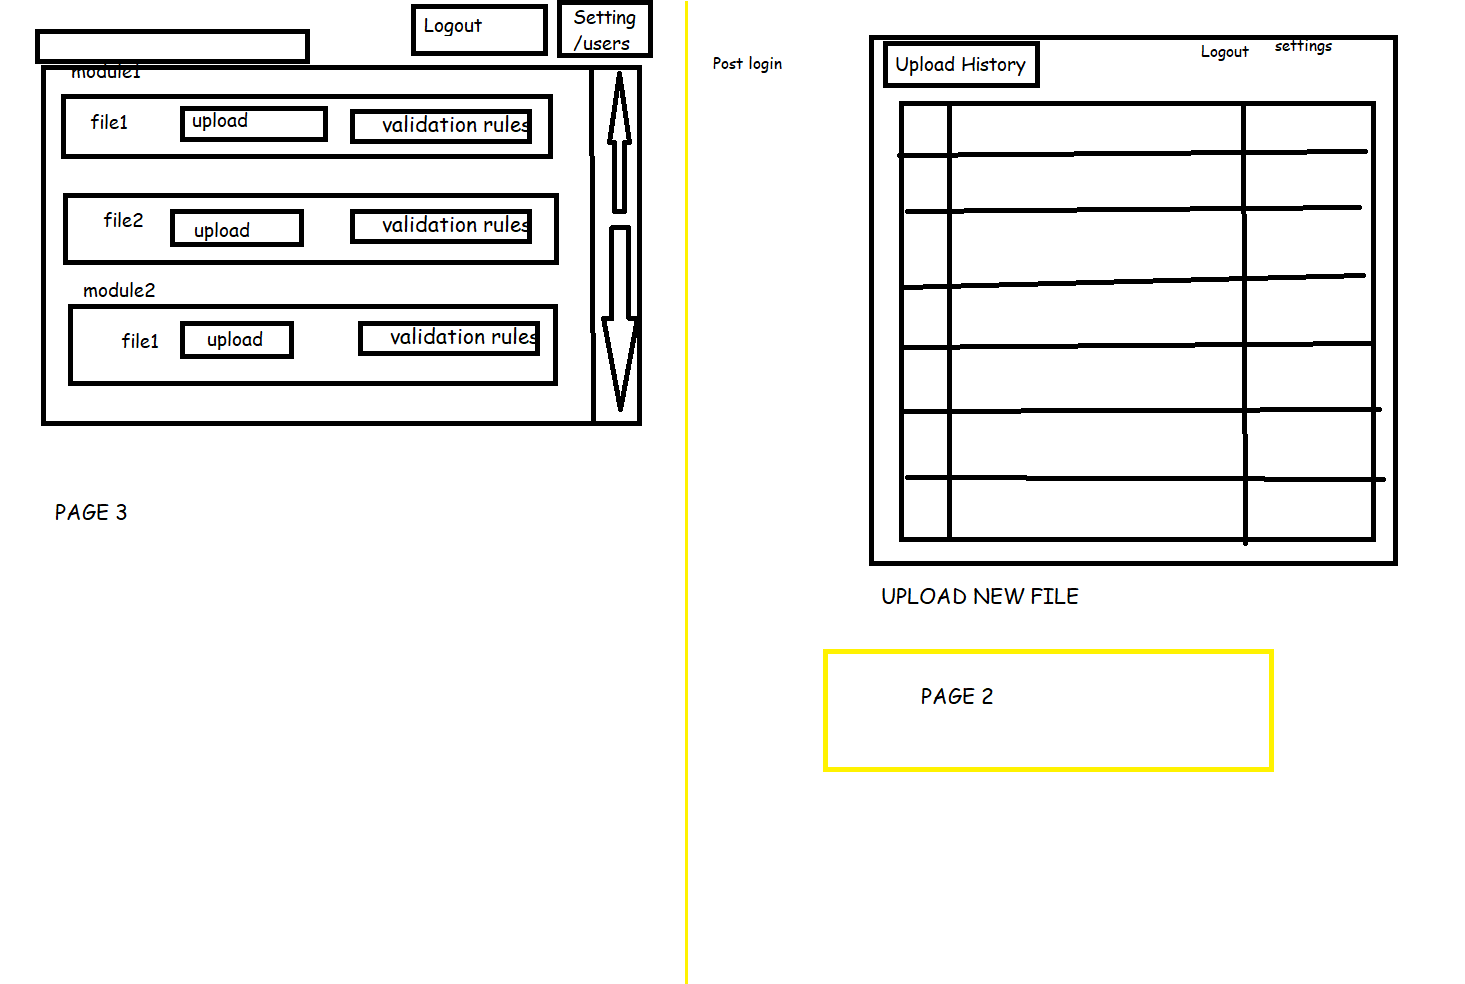 Logout
Setting
/users
module1
file1
upload
validation rules
file2
upload
validation rules
module2
file1
upload
validation rules
PAGE 3
Post login
Upload History
Logout
settings
UPLOAD NEW FILE
PAGE 2